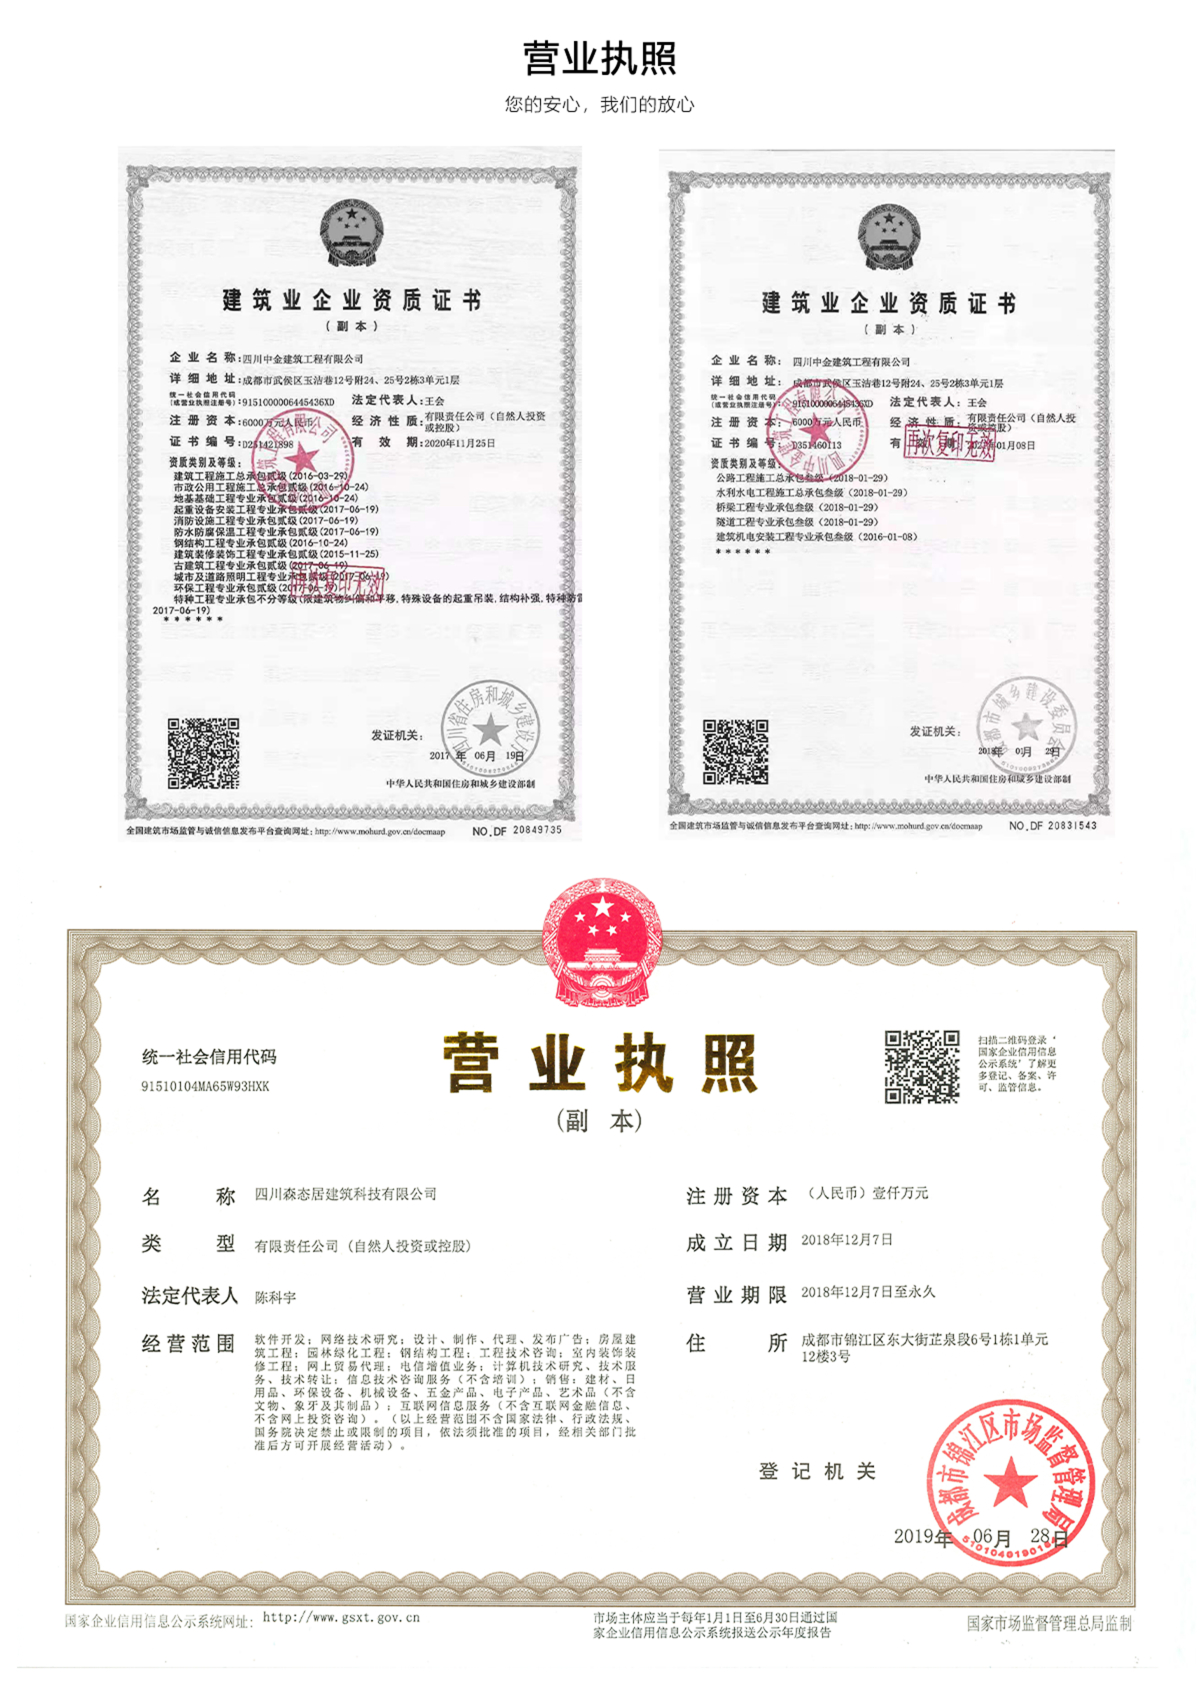 营业执照
您的安心，我们的放心
建筑业企业资质证书
(副本)
企业名称:四川中金建筑工程有限公司
详细地址:成都市武侯区玉洁巷12号附24、25号2栋3单元1层
统一社会信用代码
(或营业执照注册号):9151000006445436XD 法定代表人:王会
注册资本:6000万元人民币 经济性质:有限责任公司（自然人投资
或控股）
证书编号:D251421898 有效期:2020年11月25日
资质类别及等级:
建筑工程施工总承包贰级(2016-03-29)
市政公用工程施工总承包贰级(2016-10-24)
地基基础工程专业承包贰级(2016-10-24)
起重设备安装工程专业承包贰级(2017-06-19)
消防设施工程专业承包贰级(2017-06-19)
防水防腐保温工程专业承包贰级(2017-06-19)
钢结构工程专业承包贰级(2016-10-24)
建筑装修装饰工程专业承包贰级(2015-11-25)
古建筑工程专业承包贰级(2017-06-19)
城市及道路照明工程专业承包贰级(2017-06-19)
环保工程专业承包贰级(2017-06-19)
特种工程专业承包不分等级(限建筑物纠偏和平移,特殊设备的起重吊装,结构补强,特种防雷
2017-06-19)
******
再次复印无效
发证机关:
2017年 06月 19日
中华人民共和国住房和城乡建设部制
全国建筑市场监管与诚信信息发布平台查询网址:http://www.mohurd.gov.cn/docmaap NO.DF 20849735
建筑业企业资质证书
(副本)
企业名称: 四川中金建筑工程有限公司
详细地址: 成都市武侯区玉洁巷12号附24、25号2栋3单元1层
统一社会信用代码
(或营业执照注册号): 9151000006445436XD 法定代表人: 王会
注册资本: 6000万元人民币 经济性质: 有限责任公司（自然人投
资或控股）
证书编号: D351460113 有效期: 01月08日
再次复印无效
资质类别及等级:
公路工程施工总承包叁级（2018-01-29）
水利水电工程施工总承包叁级（2018-01-29）
桥梁工程专业承包叁级（2018-01-29）
隧道工程专业承包叁级（2018-01-29）
建筑机电安装工程专业承包叁级（2016-01-08）
******
发证机关:
2018年 01月 29日
中华人民共和国住房和城乡建设部制
全国建筑市场监管与诚信信息发布平台查询网址:http://www.mohurd.gov.cn/docmaap NO.DF 20831543
统一社会信用代码
91510104MA65W93HXK
营业执照
(副 本)
扫描二维码登录'
国家企业信用信息
公示系统'了解更
多登记、备案、许
可、监管信息。
名称 四川森态居建筑科技有限公司
类型 有限责任公司（自然人投资或控股）
法定代表人 陈科宇
经营范围 软件开发；网络技术研究；设计、制作、代理、发布广告；房屋建
筑工程；园林绿化工程；钢结构工程；工程技术咨询；室内装饰装
修工程；网上贸易代理；电信增值业务；计算机技术研究、技术服
务、技术转让；信息技术咨询服务（不含培训）；销售：建材、日
用品、环保设备、机械设备、五金产品、电子产品、艺术品（不含
文物、象牙及其制品）；互联网信息服务（不含互联网金融信息、
不含网上投资咨询）。（以上经营范围不含国家法律、行政法规、
国务院决定禁止或限制的项目，依法须批准的项目，经相关部门批
准后方可开展经营活动）。
注册资本 （人民币）壹仟万元
成立日期 2018年12月7日
营业期限 2018年12月7日至永久
住所 成都市锦江区东大街芷泉段6号1栋1单元
12楼3号
登记机关
成都市锦江区市场监督管理局
2019年 06月 28日
国家企业信用信息公示系统网址：http://www.gsxt.gov.cn
市场主体应当于每年1月1日至6月30日通过国
家企业信用信息公示系统报送公示年度报告
国家市场监督管理总局监制